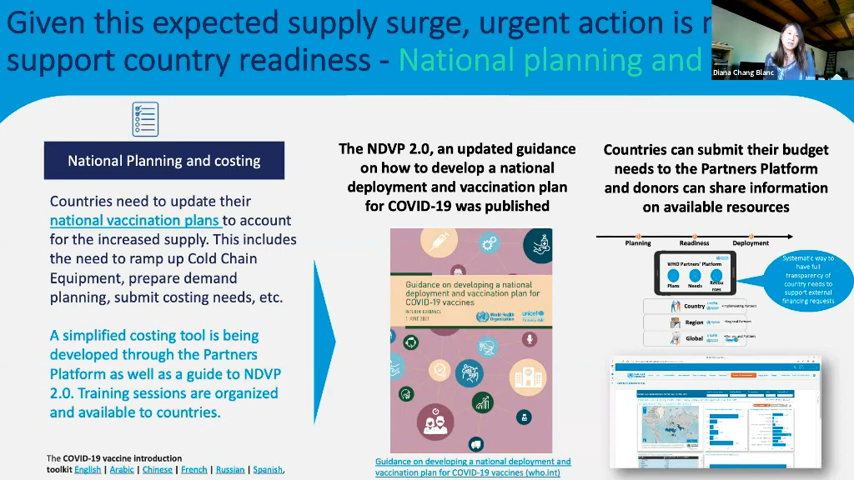 Given this expected supply surge, urgent action is
support country readiness - National planning and
Diana Chang Blanc
National Planning and costing
Countries need to update their
national vaccination plans to account
for the increased supply. This includes
the need to ramp up Cold Chain
Equipment, prepare demand
planning, submit costing needs, etc.
A simplified costing tool is being
developed through the Partners
Platform as well as a guide to NDVP
2.0. Training sessions are organized
and available to countries.
The COVID-19 vaccine introduction
toolkit English | Arabic | Chinese | French | Russian | Spanish,
The NDVP 2.0, an updated guidance
on how to develop a national
deployment and vaccination plan
for COVID-19 was published
Guidance on developing a national
deployment and vaccination plan for
COVID-19 vaccines
INTERIM GUIDANCE
1 JUNE 2021
World Health
Organization
unicef
Guidance on developing a national deployment and
vaccination plan for COVID-19 vaccines (who.int)
Countries can submit their budget
needs to the Partners Platform
and donors can share information
on available resources
Planning
Readiness
Deployment
WHO Partners' Platform
Plans
Needs
Systematic way to
have full
transparency of
country needs to
support external
financing requests
Country
Region
Global